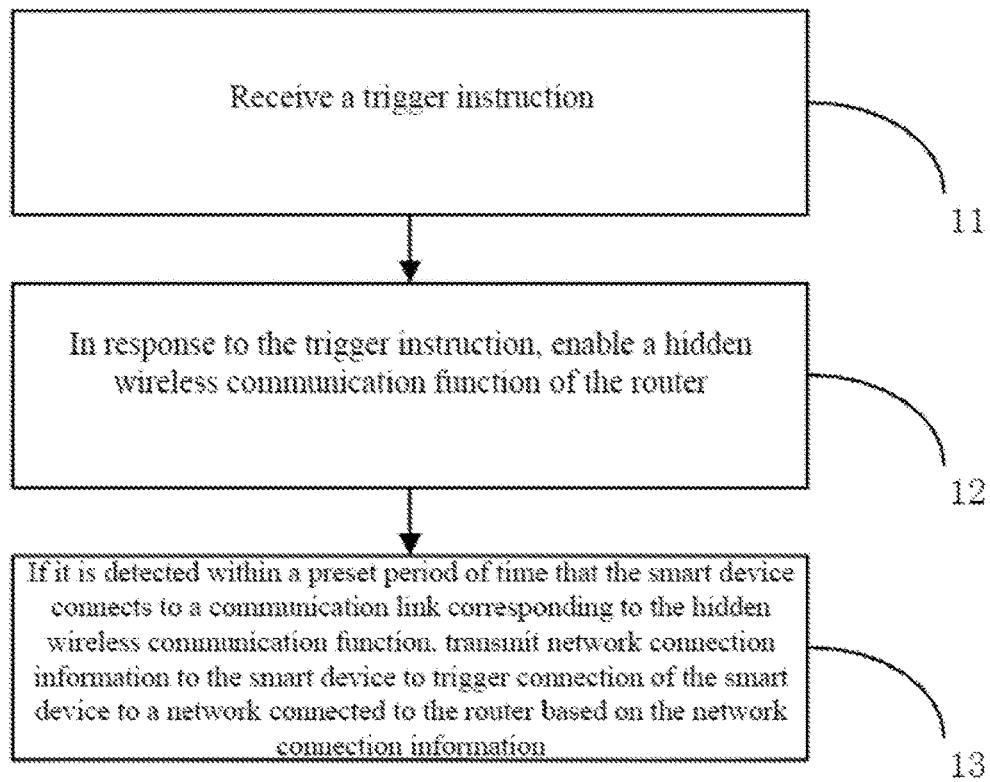 Receive a trigger instruction
11
In response to the trigger instruction, enable a hidden
wireless communication function of the router
12
If it is detected within a preset period of time that the smart device
connects to a communication link corresponding to the hidden
wireless communication function, transmit network connection
information to the smart device to trigger connection of the smart
device to a network connected to the router based on the network
connection information
13